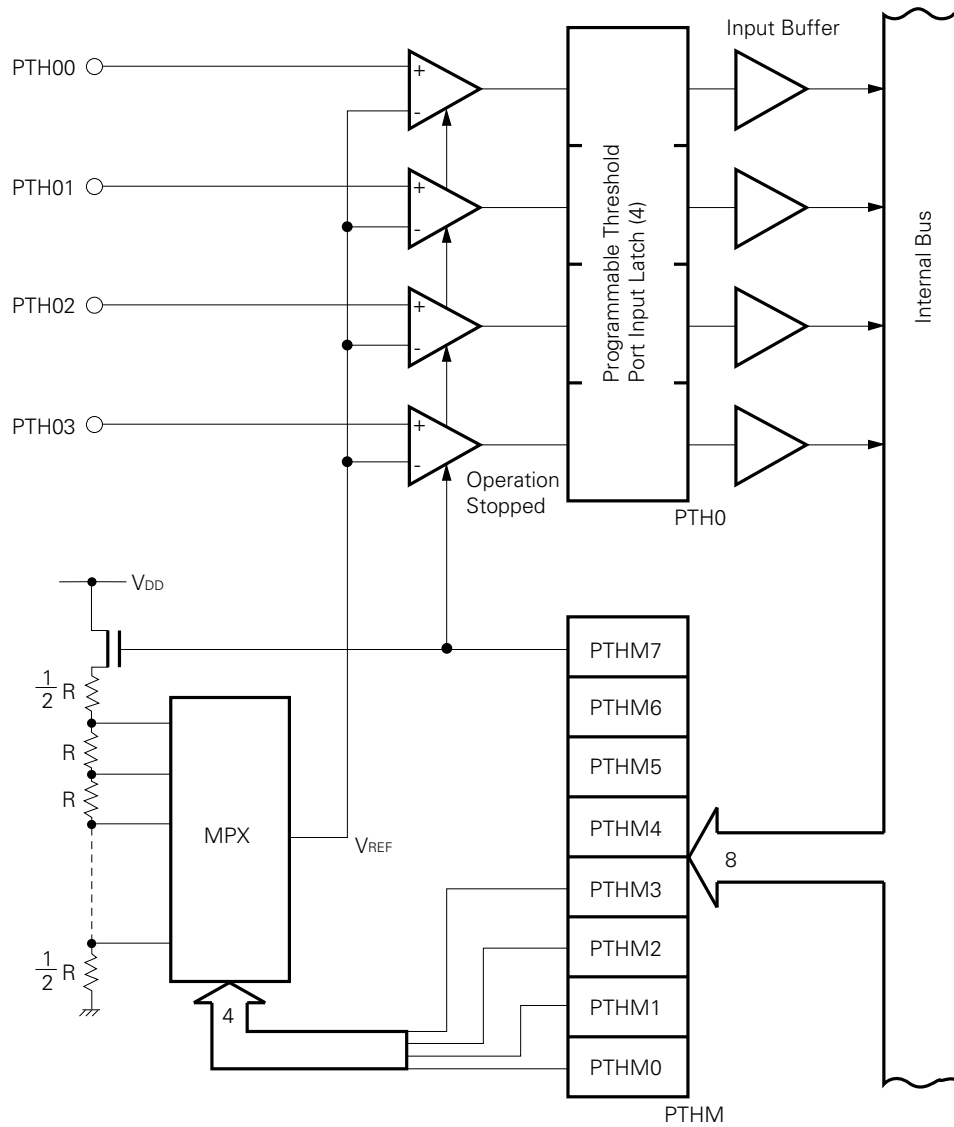 Input Buffer
PTH00
+
-
PTH01
+
-
PTH02
+
-
PTH03
+
-
Programmable Threshold
Port Input Latch (4)
Internal Bus
Operation
Stopped
PTH0
VDD
1/2 R
R
R
1/2 R
MPX
VREF
4
PTHM7
PTHM6
PTHM5
PTHM4
PTHM3
PTHM2
PTHM1
PTHM0
8
PTHM